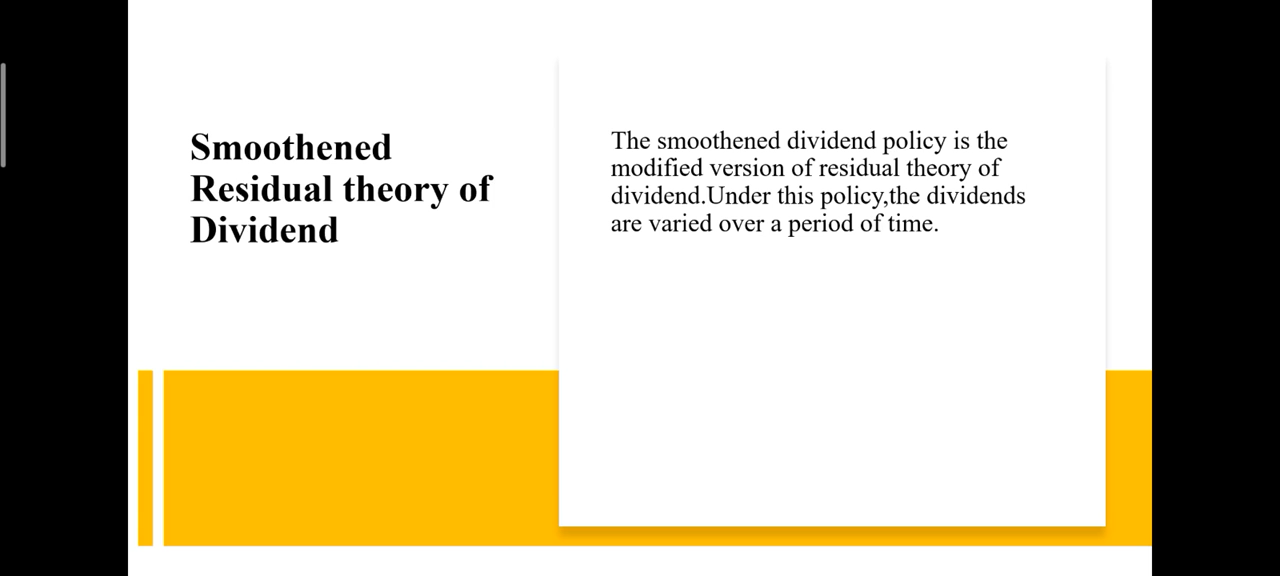 Smoothened
Residual theory of
Dividend
The smoothened dividend policy is the
modified version of residual theory of
dividend.Under this policy,the dividends
are varied over a period of time.